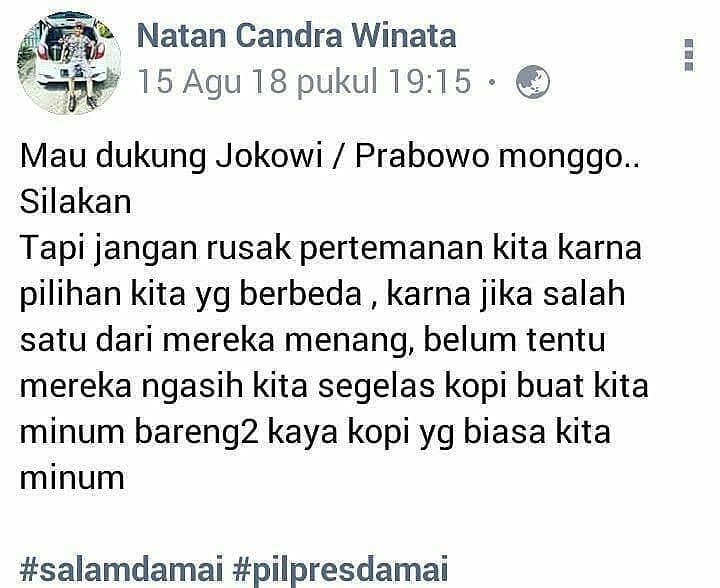 Natan Candra Winata
15 Agu 18 pukul 19:15 •
Mau dukung Jokowi / Prabowo monggo..
Silakan
Tapi jangan rusak pertemanan kita karna
pilihan kita yg berbeda , karna jika salah
satu dari mereka menang, belum tentu
mereka ngasih kita segelas kopi buat kita
minum bareng2 kaya kopi yg biasa kita
minum
#salamdamai #pilpresdamai